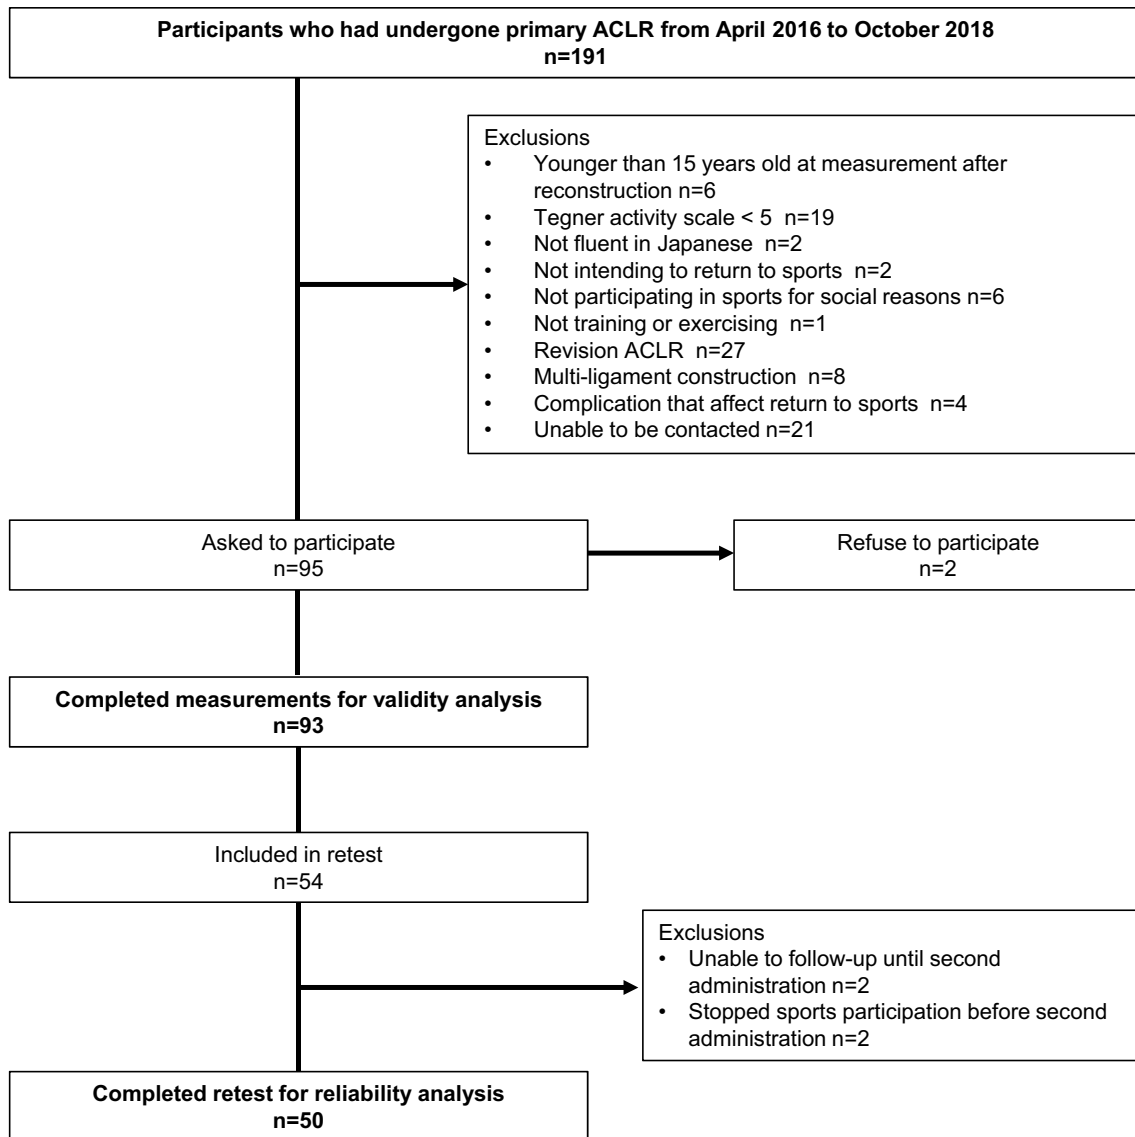 Participants who had undergone primary ACLR from April 2016 to October 2018
n=191
Exclusions
• Younger than 15 years old at measurement after
reconstruction n=6
• Tegner activity scale < 5 n=19
• Not fluent in Japanese n=2
• Not intending to return to sports n=2
• Not participating in sports for social reasons n=6
• Not training or exercising n=1
• Revision ACLR n=27
• Multi-ligament construction n=8
• Complication that affect return to sports n=4
• Unable to be contacted n=21
Asked to participate
n=95
Refuse to participate
n=2
Completed measurements for validity analysis
n=93
Included in retest
n=54
Exclusions
• Unable to follow-up until second
administration n=2
• Stopped sports participation before second
administration n=2
Completed retest for reliability analysis
n=50